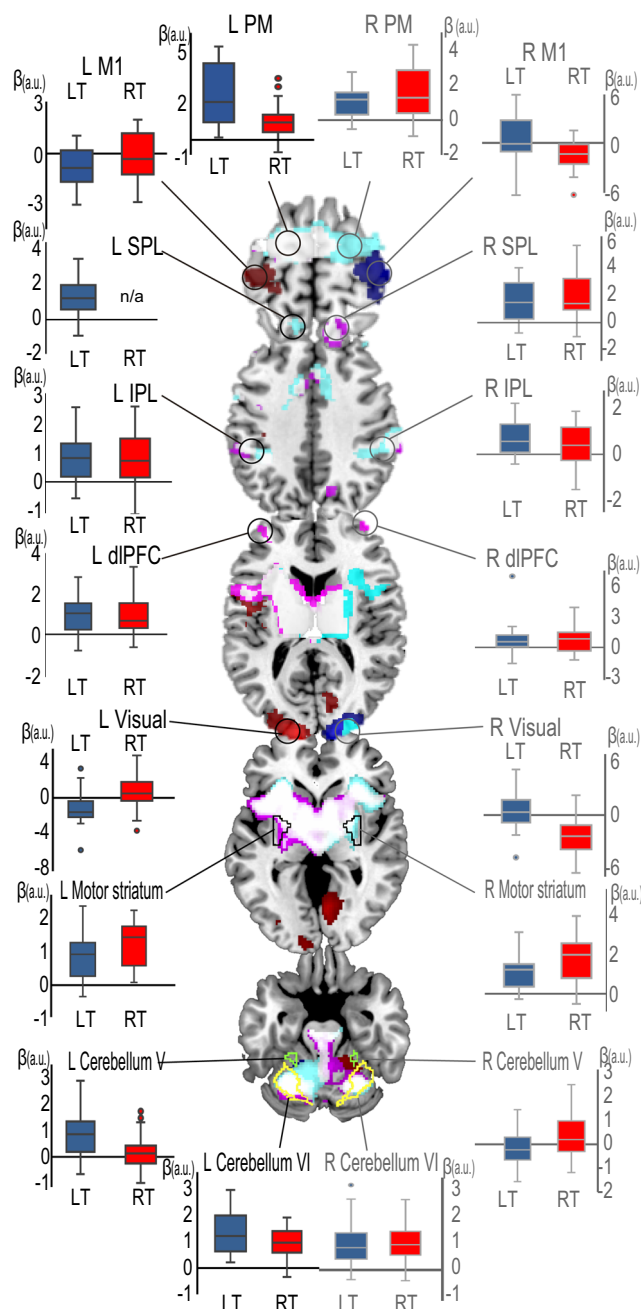 L PM
R PM
β(a.u.)
5
2
-1
LT
RT
β(a.u.)
4
2
0
-2
LT
RT
L M1
β(a.u.)
LT
RT
3
0
-3
R M1
β(a.u.)
LT
RT
6
0
-6
L SPL
β(a.u.)
4
2
0
-2
n/a
LT
RT
R SPL
β(a.u.)
6
4
2
0
-2
LT
RT
L IPL
β(a.u.)
3
2
1
0
-1
LT
RT
R IPL
β(a.u.)
2
0
-2
LT
RT
L dlPFC
β(a.u.)
4
2
0
-2
LT
RT
R dlPFC
β(a.u.)
6
3
0
-3
LT
RT
L Visual
β(a.u.)
LT
RT
4
0
-4
-8
R Visual
β(a.u.)
LT
RT
6
0
-6
L Motor striatum
β(a.u.)
2
1
0
-1
LT
RT
R Motor striatum
β(a.u.)
4
2
0
LT
RT
L Cerebellum V
β(a.u.)
3
2
1
0
-1
LT
RT
R Cerebellum V
β(a.u.)
3
2
1
0
-1
-2
LT
RT
L Cerebellum VI
R Cerebellum VI
β(a.u.)
3
2
1
0
-1
LT
RT
β(a.u.)
3
2
1
0
-1
LT
RT